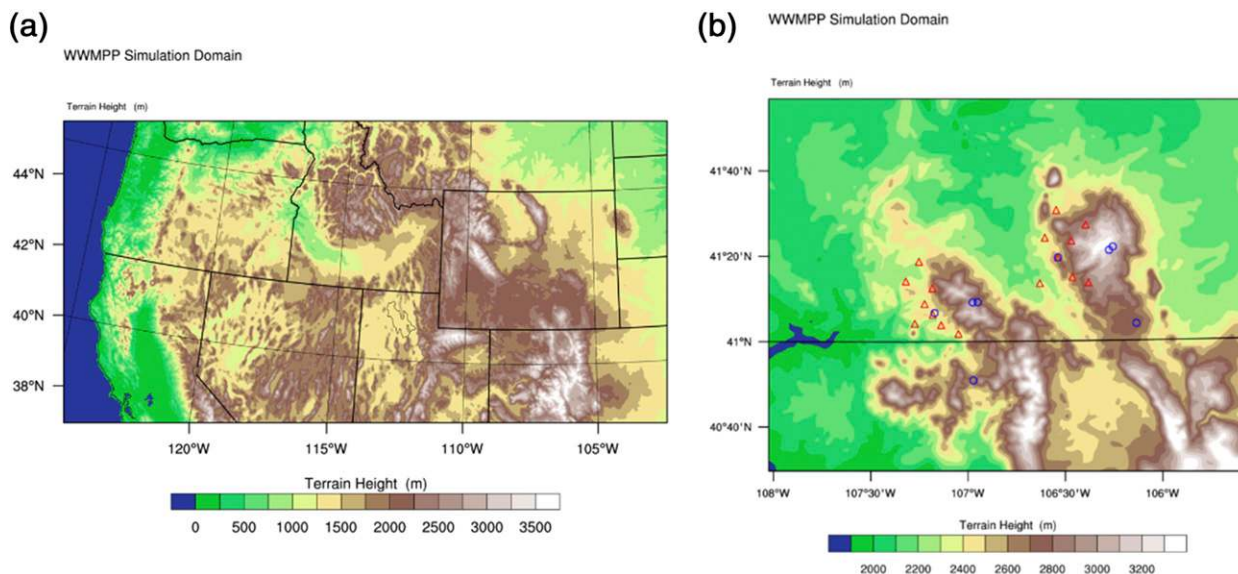 (a)
WWMPP Simulation Domain
Terrain Height (m)
44°N
42°N
40°N
38°N
120°W 115°W 110°W 105°W
Terrain Height (m)
0 500 1000 1500 2000 2500 3000 3500
(b)
WWMPP Simulation Domain
Terrain Height (m)
41°40'N
41°20'N
41°N
40°40'N
108°W 107°30'W 107°W 106°30'W 106°W
Terrain Height (m)
2000 2200 2400 2600 2800 3000 3200